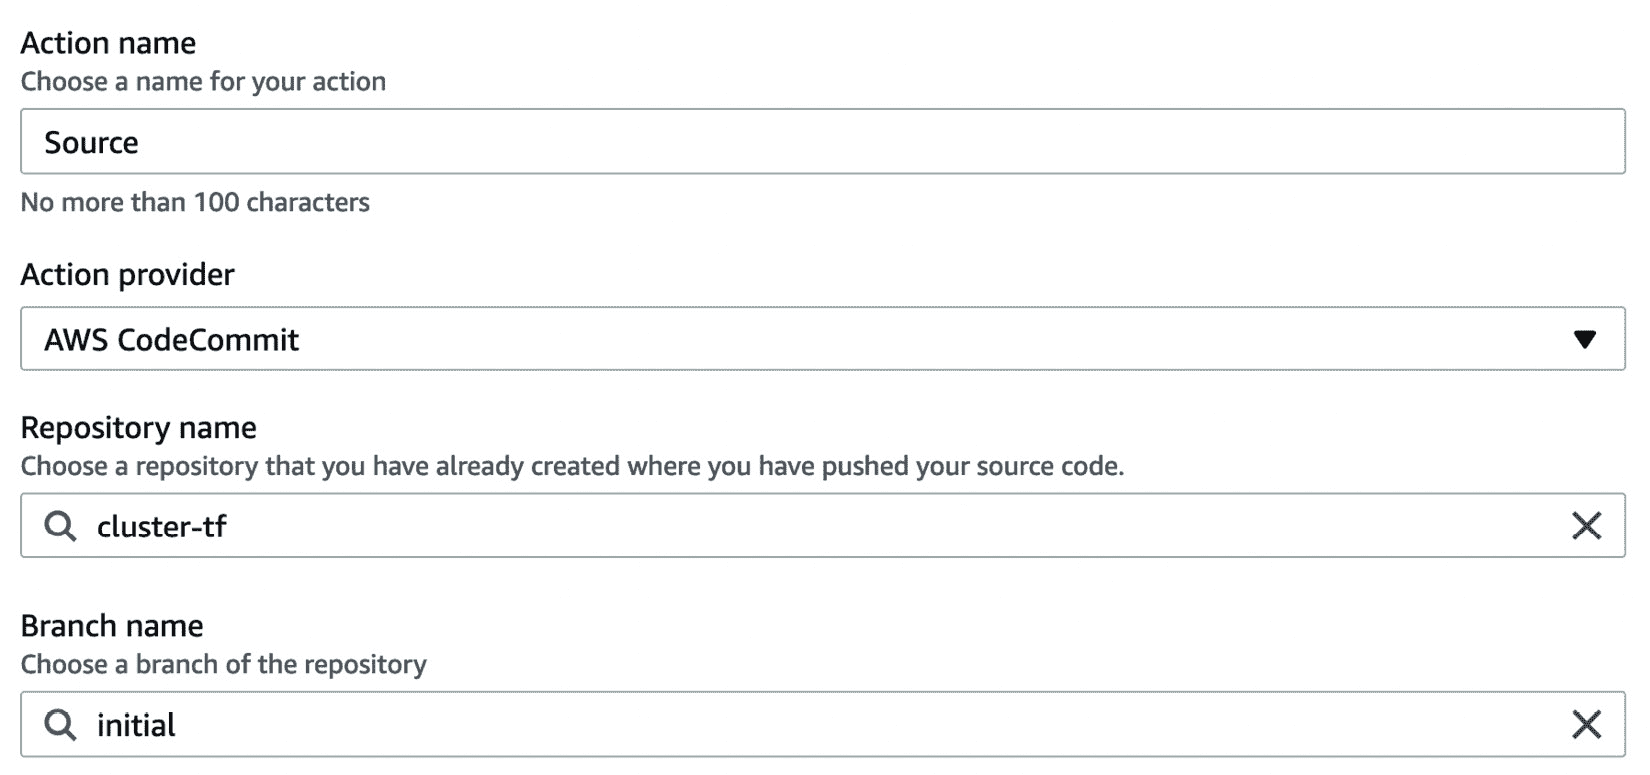 Action name
Choose a name for your action
Source
No more than 100 characters
Action provider
AWS CodeCommit
Repository name
Choose a repository that you have already created where you have pushed your source code.
cluster-tf
Branch name
Choose a branch of the repository
initial